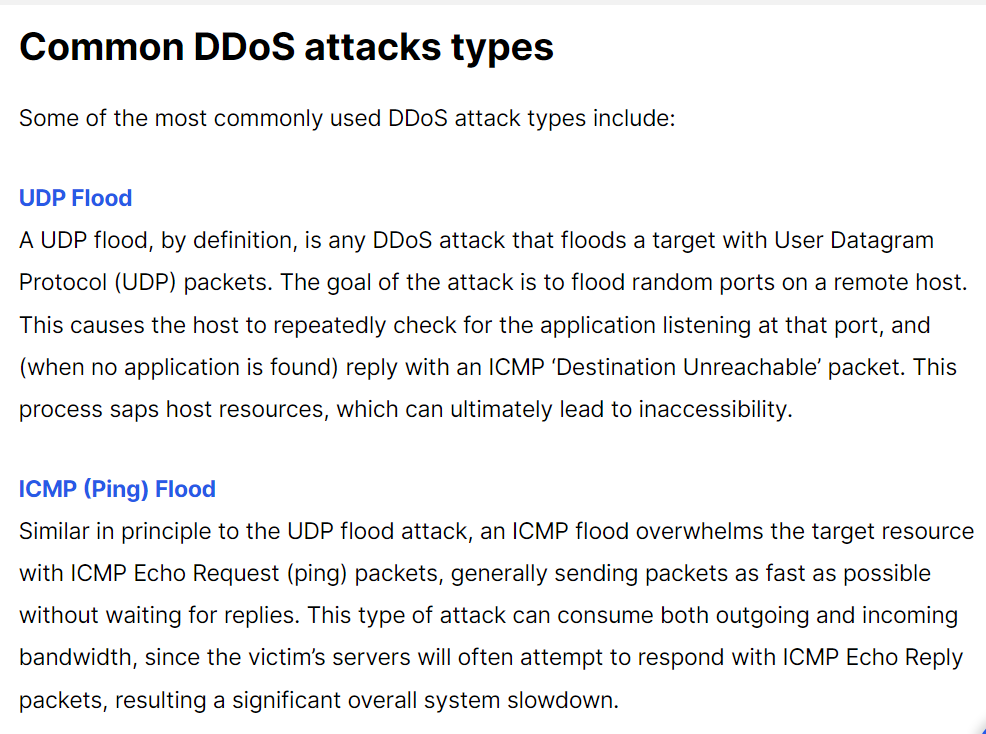 Common DDoS attacks types
Some of the most commonly used DDoS attack types include:
UDP Flood
A UDP flood, by definition, is any DDoS attack that floods a target with User Datagram
Protocol (UDP) packets. The goal of the attack is to flood random ports on a remote host.
This causes the host to repeatedly check for the application listening at that port, and
(when no application is found) reply with an ICMP ‘Destination Unreachable’ packet. This
process saps host resources, which can ultimately lead to inaccessibility.
ICMP (Ping) Flood
Similar in principle to the UDP flood attack, an ICMP flood overwhelms the target resource
with ICMP Echo Request (ping) packets, generally sending packets as fast as possible
without waiting for replies. This type of attack can consume both outgoing and incoming
bandwidth, since the victim’s servers will often attempt to respond with ICMP Echo Reply
packets, resulting a significant overall system slowdown.